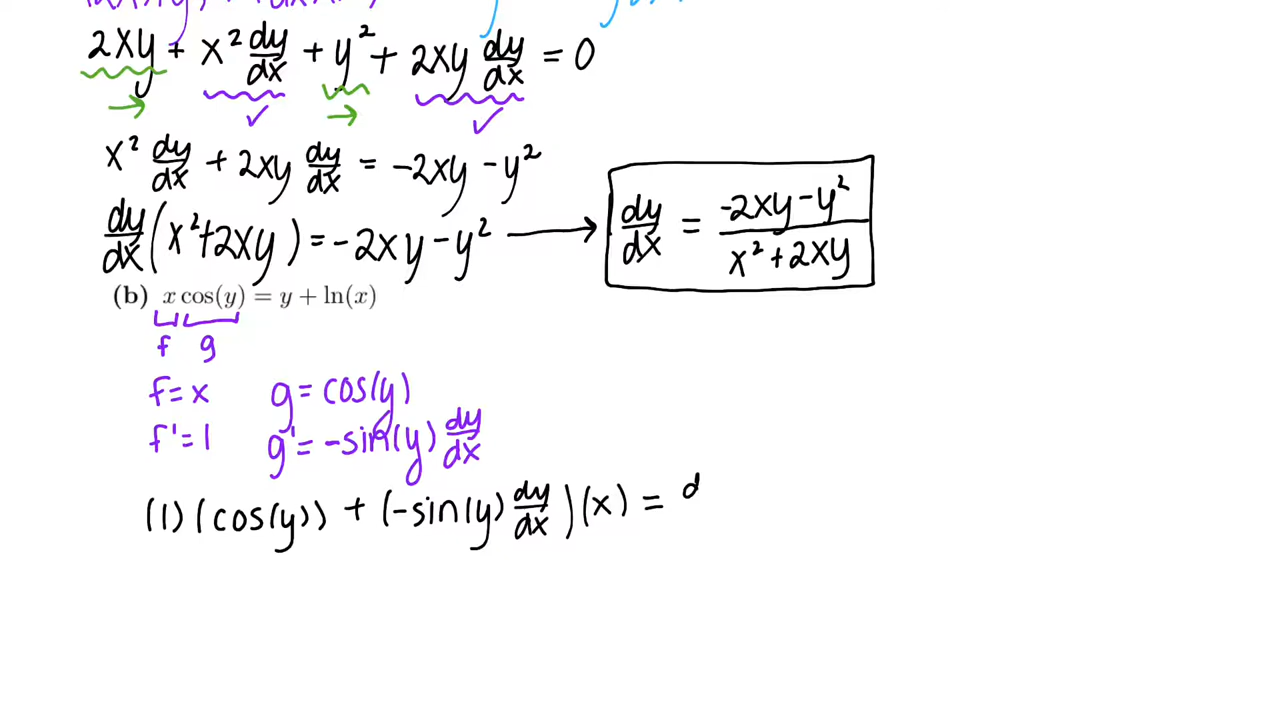 2xy + x² dy/dx + y² + 2xy dy/dx = 0
x² dy/dx + 2xy dy/dx = -2xy - y²
dy/dx (x² + 2xy) = -2xy - y² → dy/dx = (-2xy - y²)/(x² + 2xy)
(b) x cos(y) = y + ln(x)
f g
f = x g = cos(y)
f' = 1 g' = -sin(y) dy/dx
(1)(cos(y)) + (-sin(y) dy/dx)(x) = d